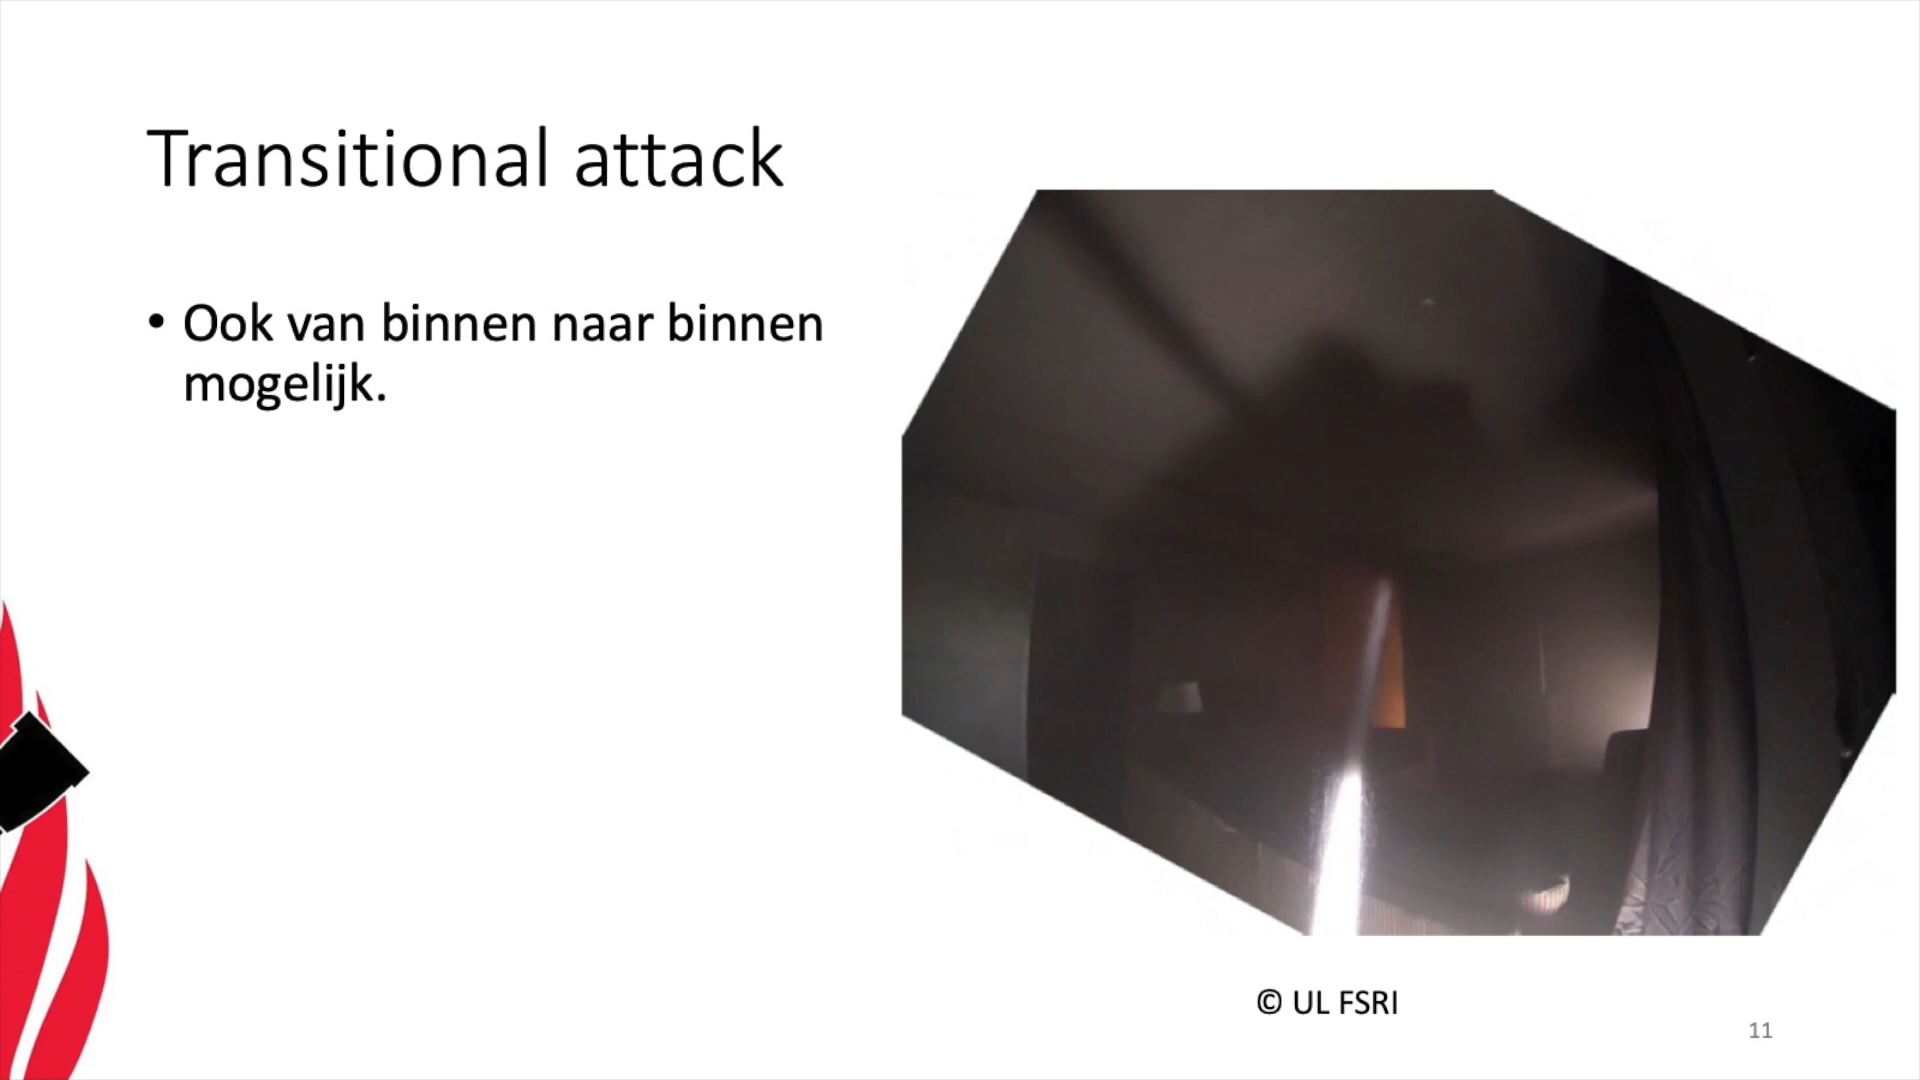 Transitional attack
• Ook van binnen naar binnen
mogelijk.
© UL FSRI
11